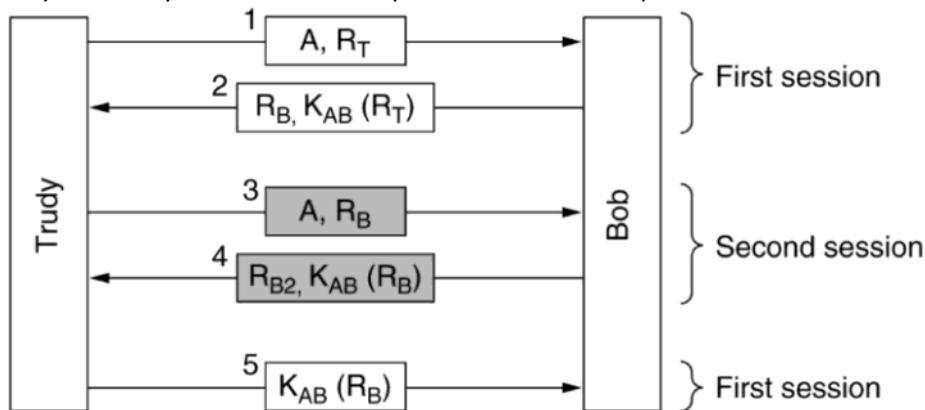 1
A, R_T
First session
2
R_B, K_AB (R_T)
Trudy
Bob
3
A, R_B
Second session
4
R_B2, K_AB (R_B)
5
K_AB (R_B)
First session